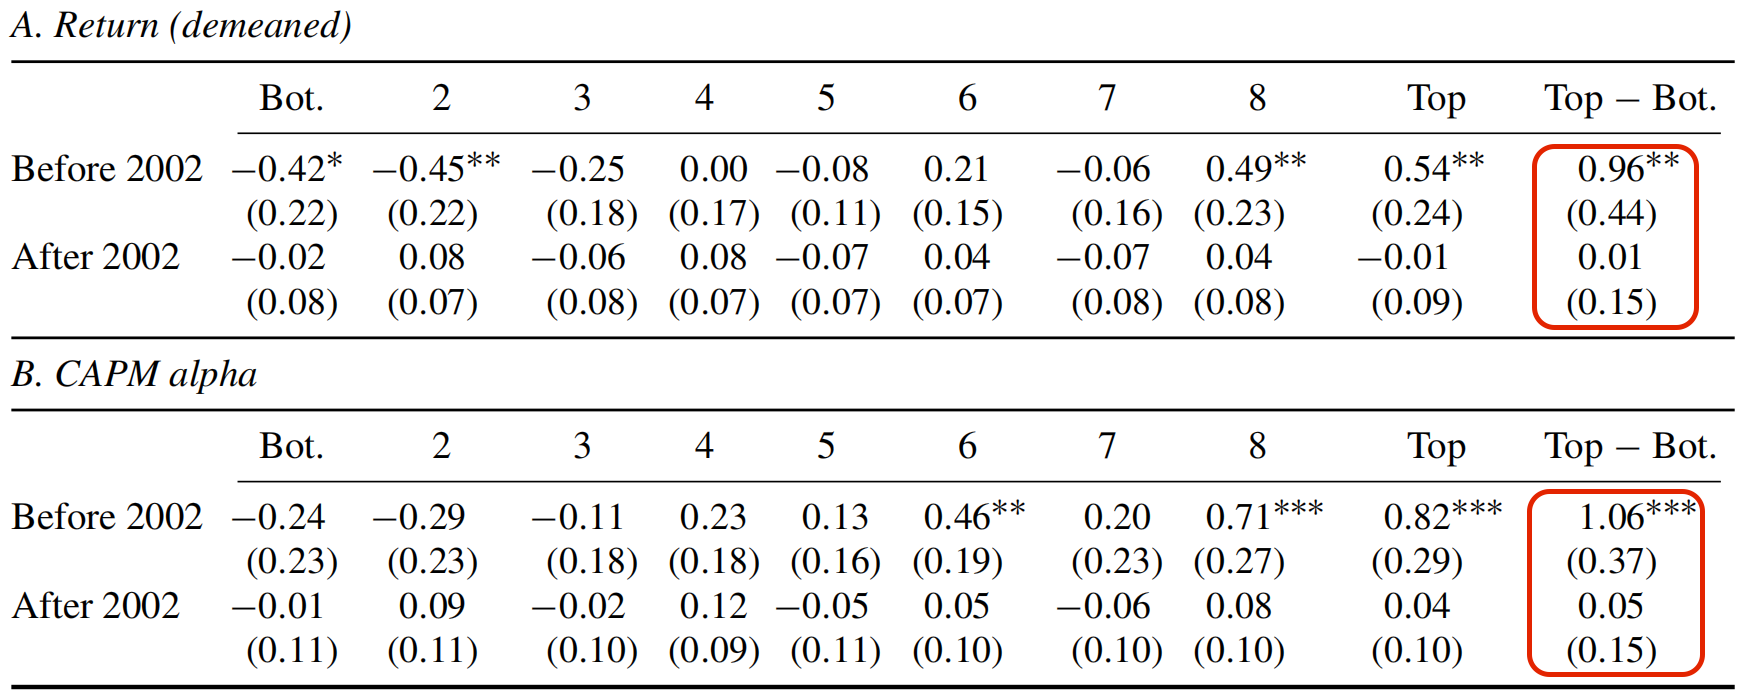 A. Return (demeaned)
Bot. 2 3 4 5 6 7 8 Top Top − Bot.
Before 2002 −0.42* −0.45** −0.25 0.00 −0.08 0.21 −0.06 0.49** 0.54** 0.96**
(0.22) (0.22) (0.18) (0.17) (0.11) (0.15) (0.16) (0.23) (0.24) (0.44)
After 2002 −0.02 0.08 −0.06 0.08 −0.07 0.04 −0.07 0.04 −0.01 0.01
(0.08) (0.07) (0.08) (0.07) (0.07) (0.07) (0.08) (0.08) (0.09) (0.15)
B. CAPM alpha
Bot. 2 3 4 5 6 7 8 Top Top − Bot.
Before 2002 −0.24 −0.29 −0.11 0.23 0.13 0.46** 0.20 0.71*** 0.82*** 1.06***
(0.23) (0.23) (0.18) (0.18) (0.16) (0.19) (0.23) (0.27) (0.29) (0.37)
After 2002 −0.01 0.09 −0.02 0.12 −0.05 0.05 −0.06 0.08 0.04 0.05
(0.11) (0.11) (0.10) (0.09) (0.11) (0.10) (0.10) (0.10) (0.10) (0.15)